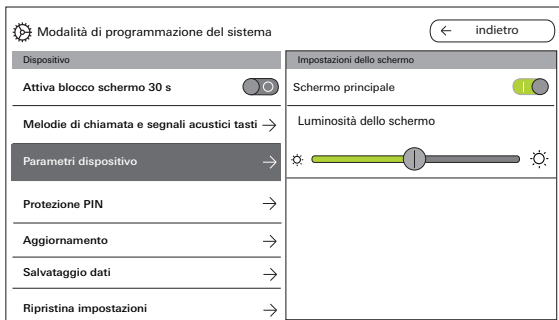 Modalità di programmazione del sistema
← indietro
Dispositivo
Attiva blocco schermo 30 s
Melodie di chiamata e segnali acustici tasti →
Parametri dispositivo →
Protezione PIN →
Aggiornamento →
Salvataggio dati →
Ripristina impostazioni →
Impostazioni dello schermo
Schermo principale
Luminosità dello schermo